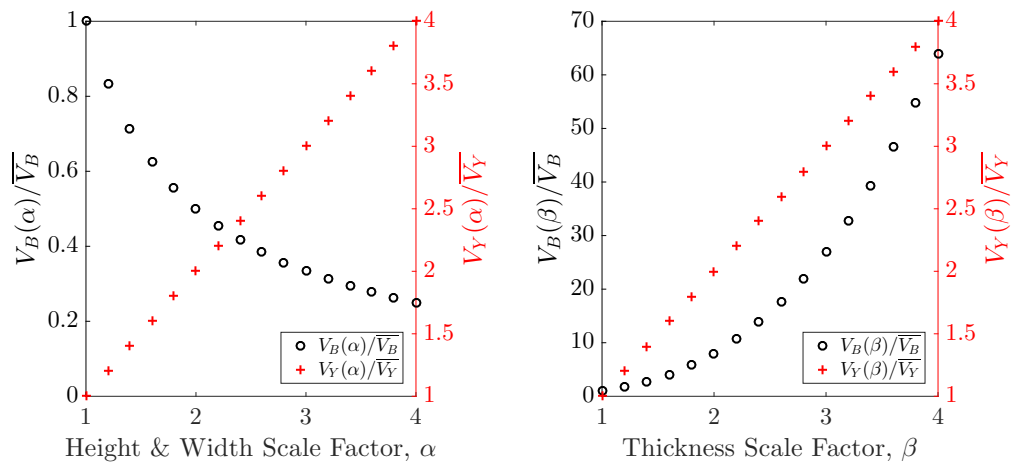 1
0.8
0.6
0.4
0.2
0
V_B(α)/\overline{V_B}
4
3.5
3
2.5
2
1.5
1
V_Y(α)/\overline{V_Y}
V_B(α)/\overline{V_B}
V_Y(α)/\overline{V_Y}
1 2 3 4
Height & Width Scale Factor, α
70
60
50
40
30
20
10
0
V_B(β)/\overline{V_B}
4
3.5
3
2.5
2
1.5
1
V_Y(β)/\overline{V_Y}
V_B(β)/\overline{V_B}
V_Y(β)/\overline{V_Y}
1 2 3 4
Thickness Scale Factor, β